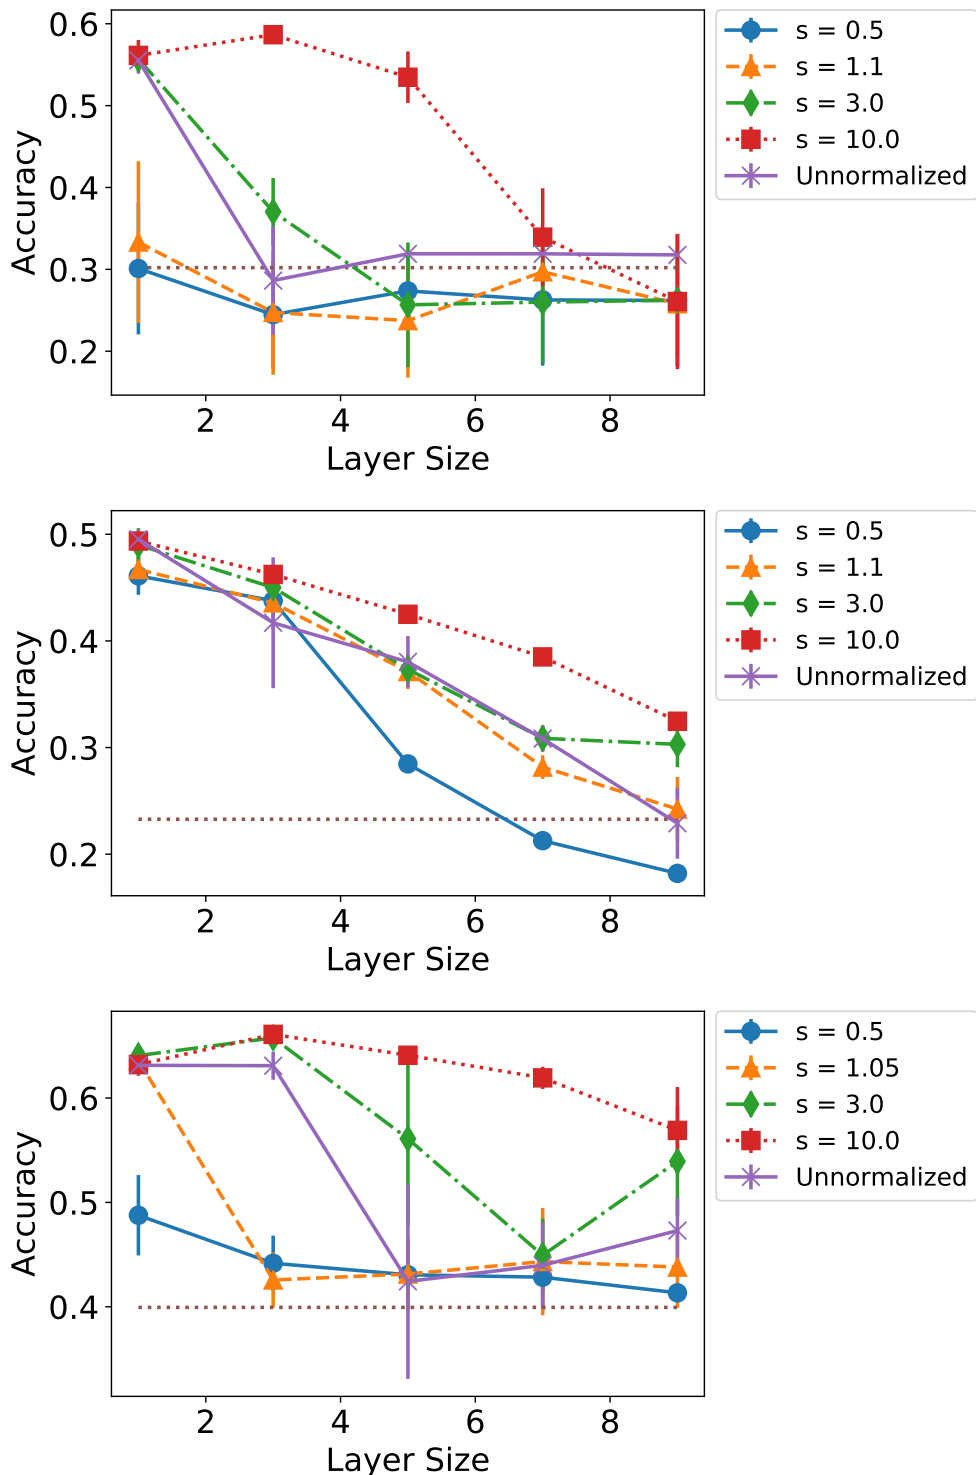 0.6
0.5
0.4
0.3
0.2
Accuracy
2 4 6 8
Layer Size
s = 0.5
s = 1.1
s = 3.0
s = 10.0
Unnormalized
0.5
0.4
0.3
0.2
Accuracy
2 4 6 8
Layer Size
s = 0.5
s = 1.1
s = 3.0
s = 10.0
Unnormalized
0.6
0.5
0.4
Accuracy
2 4 6 8
Layer Size
s = 0.5
s = 1.05
s = 3.0
s = 10.0
Unnormalized